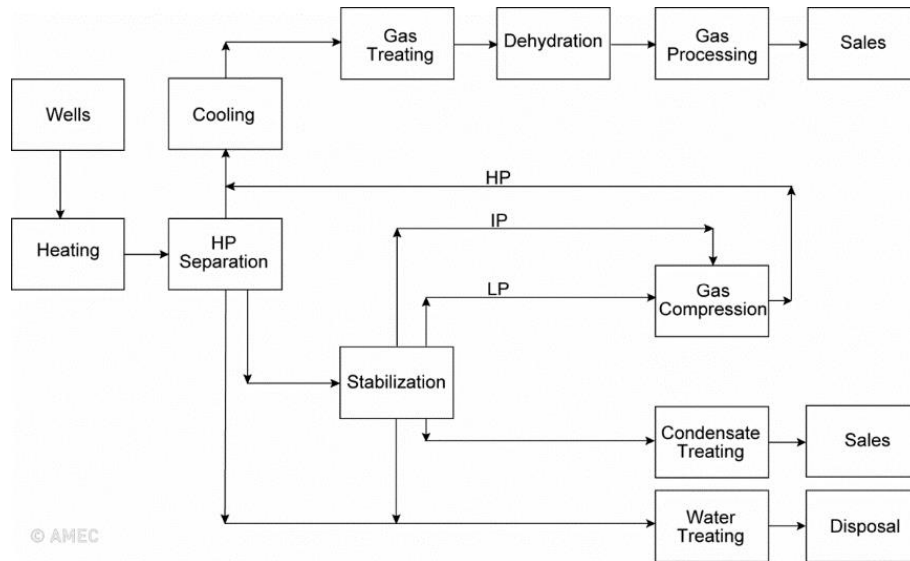 Gas
Treating
Dehydration
Gas
Processing
Sales
Wells
Cooling
HP
Heating
HP
Separation
IP
LP
Gas
Compression
Stabilization
Condensate
Treating
Sales
Water
Treating
Disposal
© AMEC